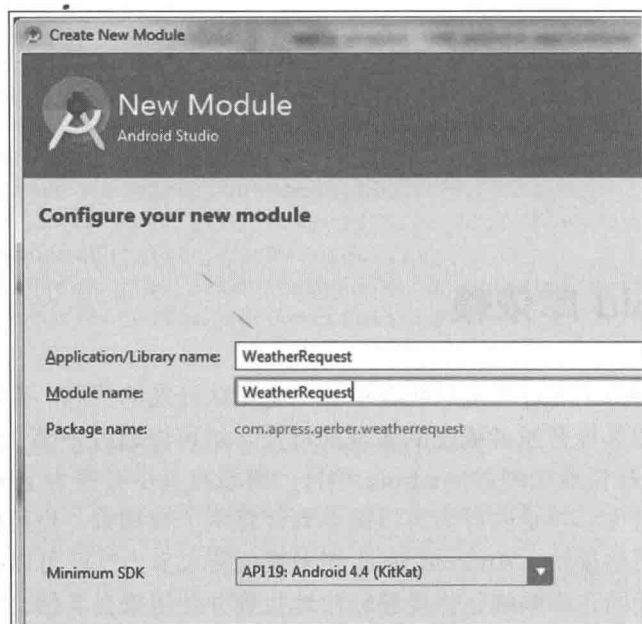 Create New Module
New Module
Android Studio
Configure your new module
Application/Library name: WeatherRequest
Module name: WeatherRequest
Package name: com.apress.gerber.weatherrequest
Minimum SDK API 19: Android 4.4 (KitKat)